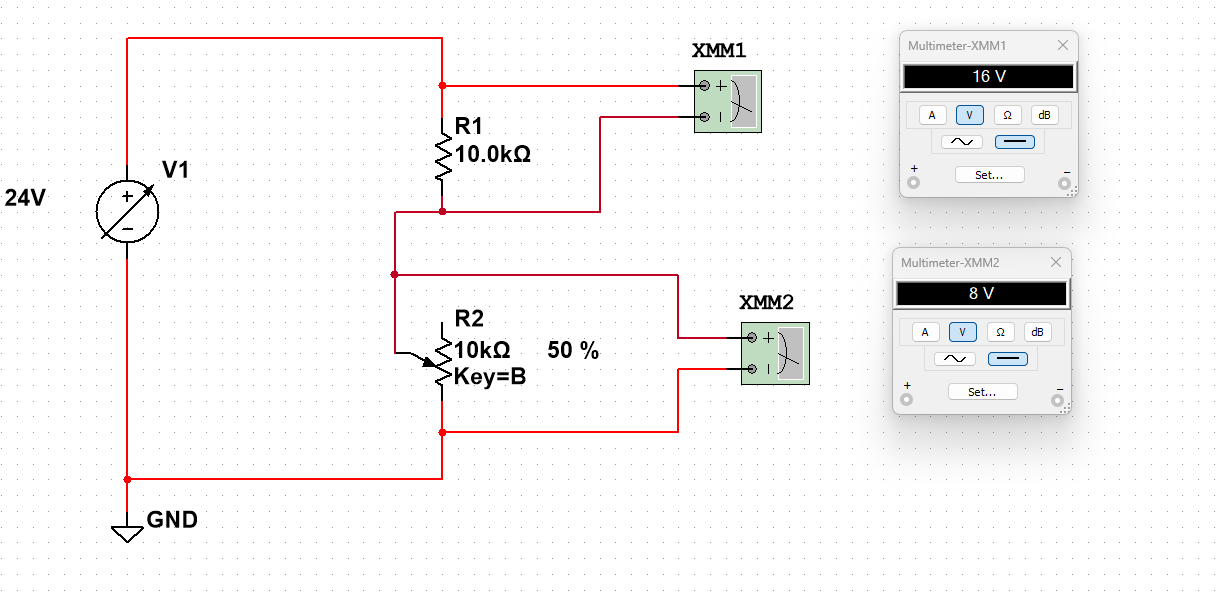 XMM1
Multimeter-XMM1
16 V
A V Ω dB
Set...
+ −
R1
10.0kΩ
+
V1
24V
+
−
XMM2
Multimeter-XMM2
8 V
A V Ω dB
Set...
+ −
R2
10kΩ 50 %
Key=B
+
GND